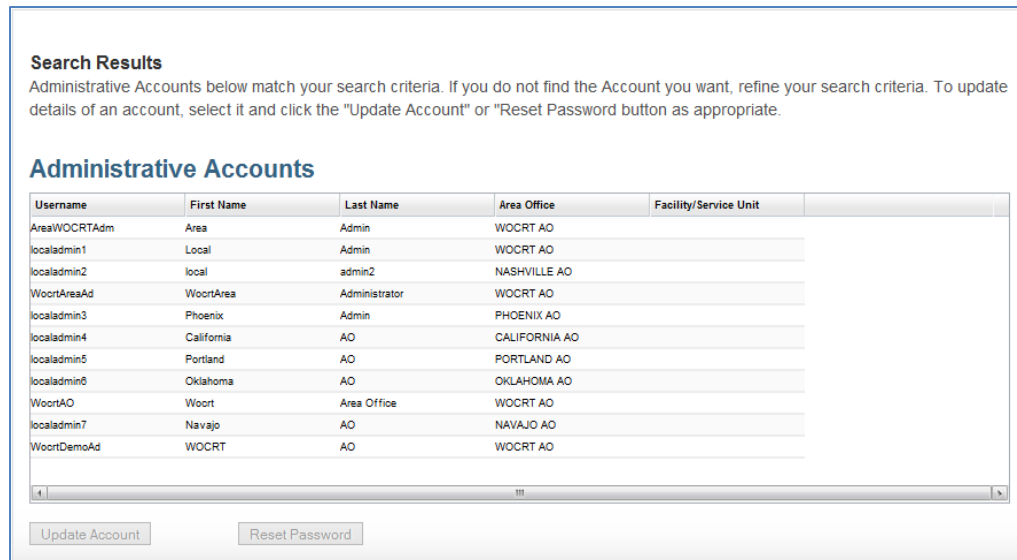 Search Results
Administrative Accounts below match your search criteria. If you do not find the Account you want, refine your search criteria. To update
details of an account, select it and click the "Update Account" or "Reset Password button as appropriate.
Administrative Accounts
Username First Name Last Name Area Office Facility/Service Unit
AreaWOCRTAdm Area Admin WOCRT AO
localadmin1 Local Admin WOCRT AO
localadmin2 local admin2 NASHVILLE AO
WocrtAreaAd WocrtArea Administrator WOCRT AO
localadmin3 Phoenix Admin PHOENIX AO
localadmin4 California AO CALIFORNIA AO
localadmin5 Portland AO PORTLAND AO
localadmin6 Oklahoma AO OKLAHOMA AO
WocrtAO Wocrt Area Office WOCRT AO
localadmin7 Navajo AO NAVAJO AO
WocrtDemoAd WOCRT AO WOCRT AO
Update Account Reset Password